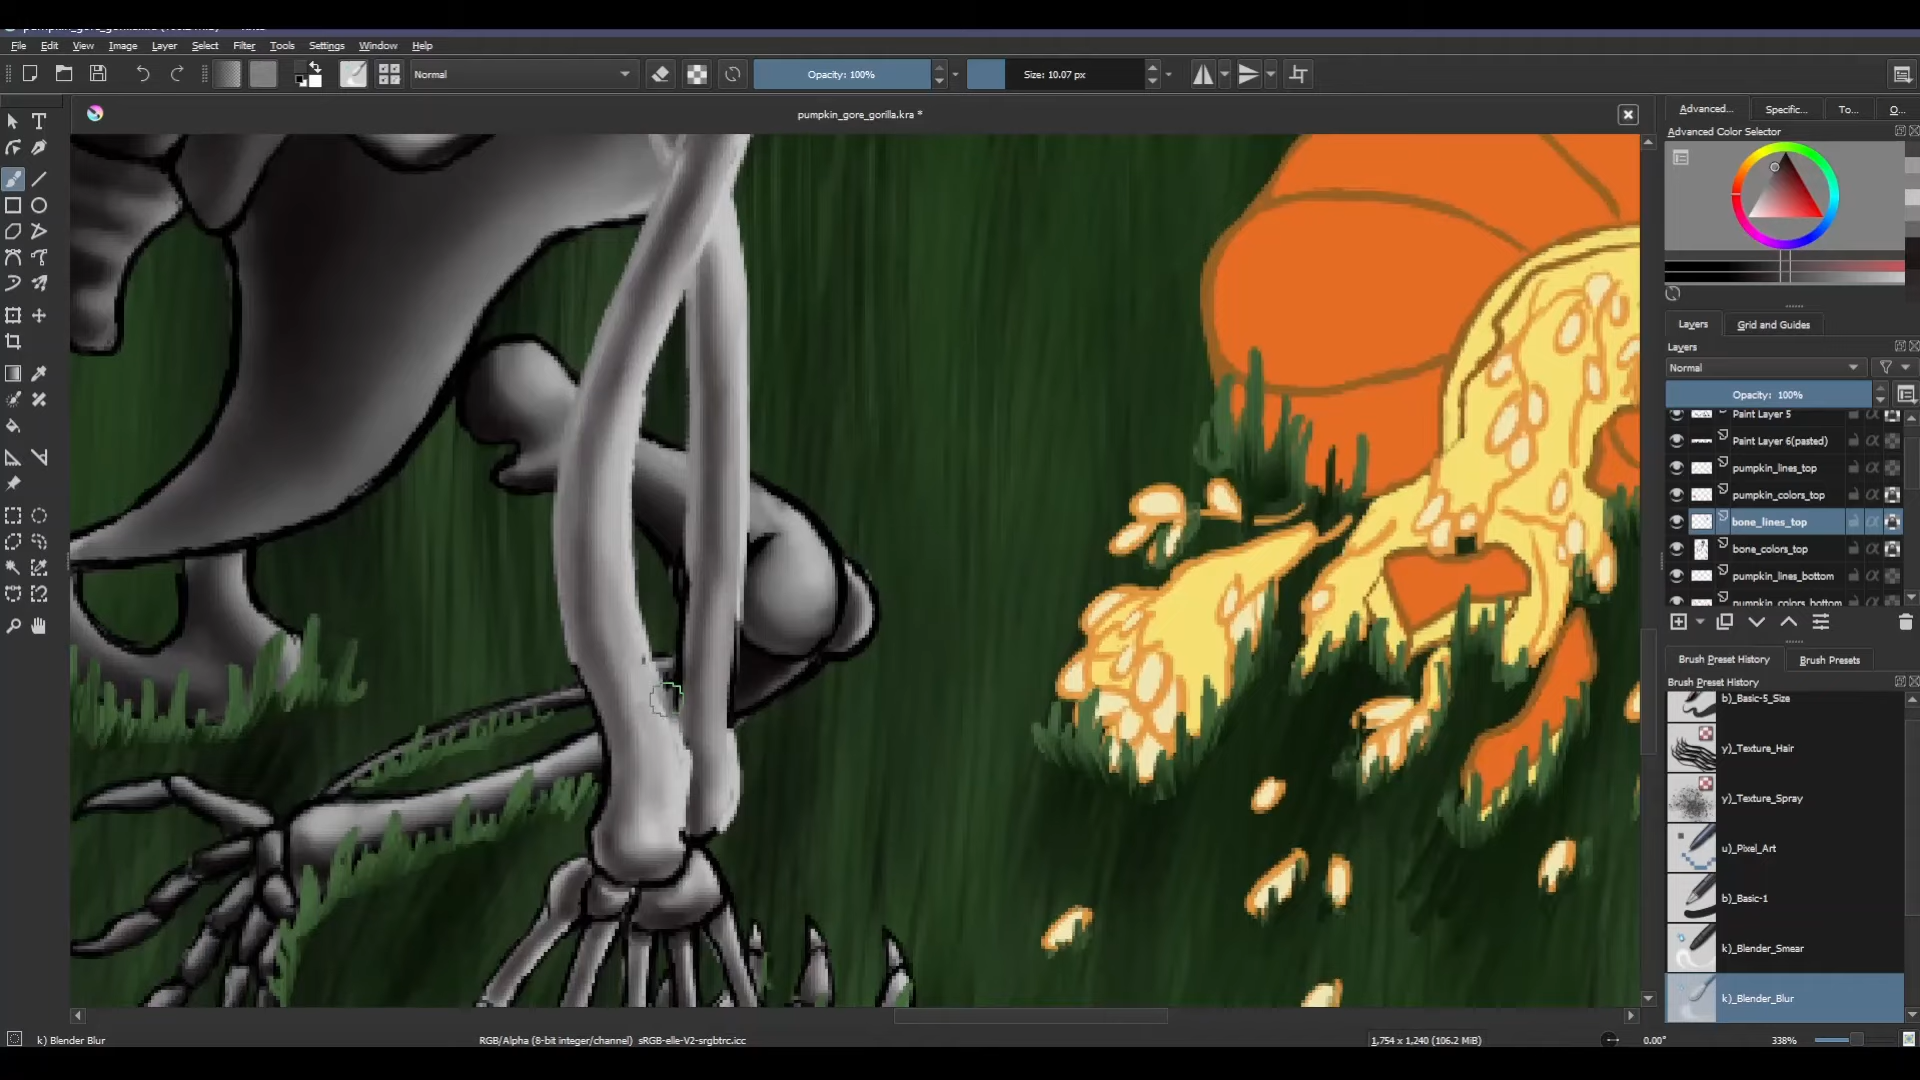 File Edit View Image Layer Select Filter Tools Settings Window Help
Normal
Opacity: 100%
Size: 10.07 px
pumpkin_gore_gorilla.kra *
Advanced... Specific... To... O...
Advanced Color Selector
Layers Grid and Guides
Layers
Normal
Opacity: 100%
Paint Layer 5
Paint Layer 6(pasted)
pumpkin_lines_top
pumpkin_colors_top
bone_lines_top
bone_colors_top
pumpkin_lines_bottom
pumpkin_colors_bottom
Brush Preset History Brush Presets
Brush Preset History
b)_Basic-5_Size
y)_Texture_Hair
y)_Texture_Spray
u)_Pixel_Art
b)_Basic-1
k)_Blender_Smear
k)_Blender_Blur
k) Blender Blur
RGB/Alpha (8-bit integer/channel) sRGB-elle-V2-srgbtrc.icc
1,754 x 1,240 (106.2 MiB)
0.00°
338%